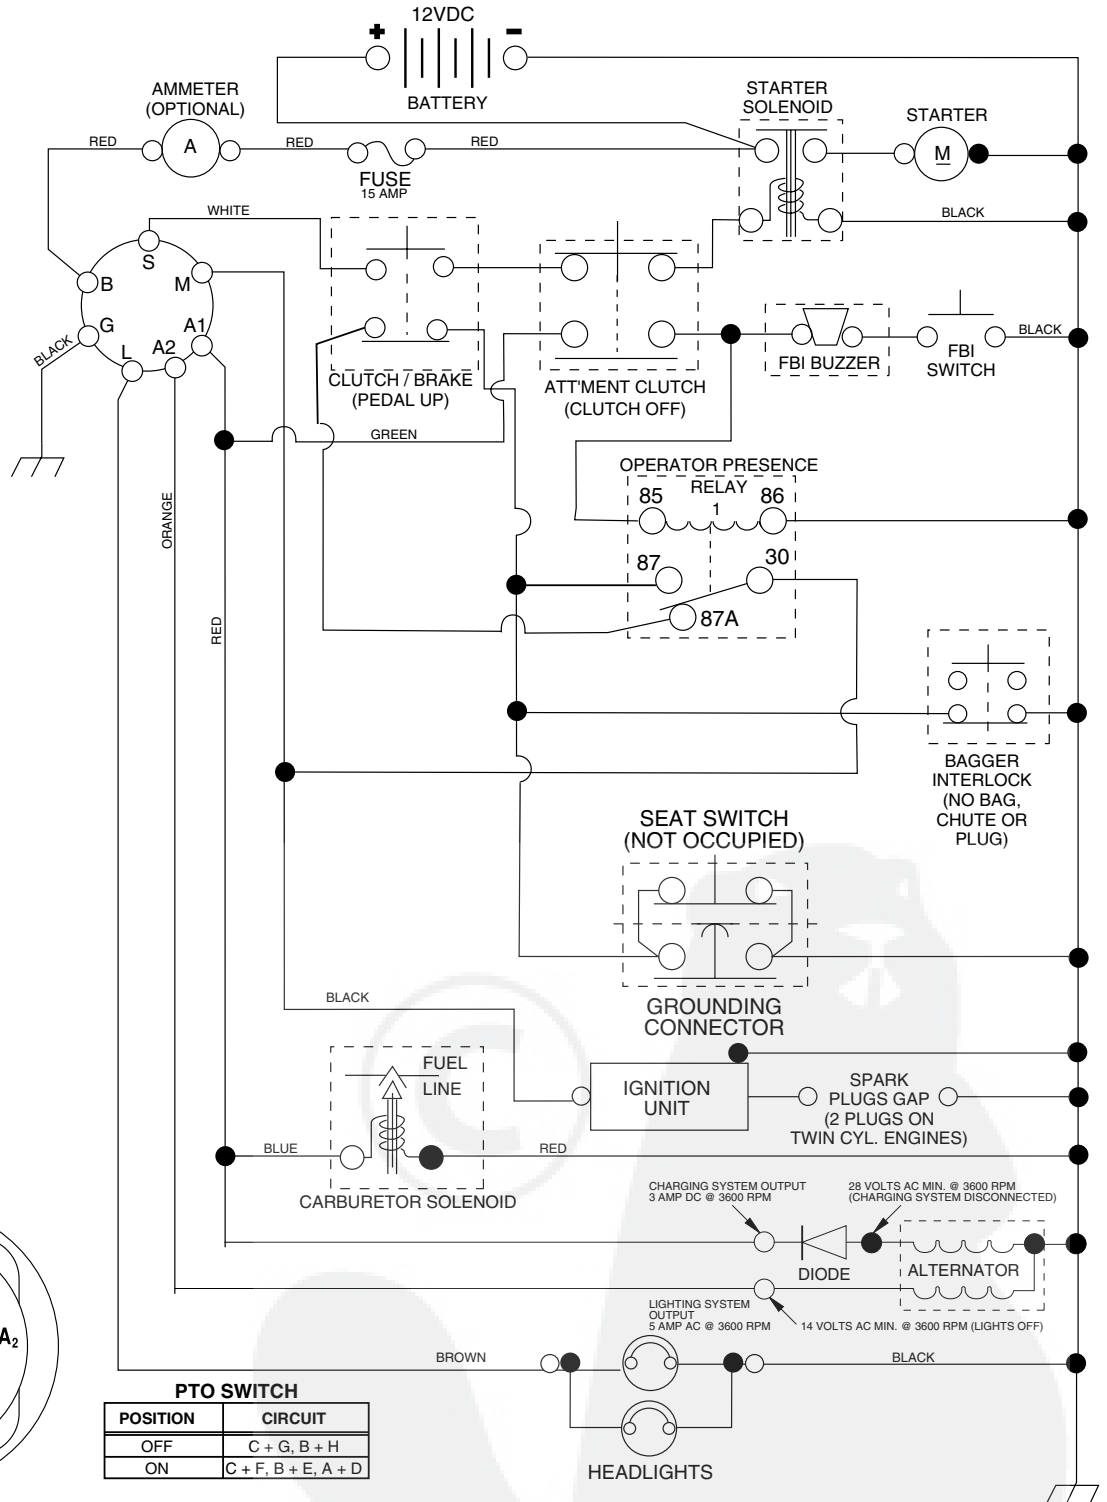 12VDC
+ -
BATTERY
AMMETER
(OPTIONAL)
A
RED
RED
RED
FUSE
15 AMP
STARTER
SOLENOID
STARTER
M
BLACK
WHITE
S
B
M
G
A1
L
A2
BLACK
CLUTCH / BRAKE
(PEDAL UP)
ATT'MENT CLUTCH
(CLUTCH OFF)
FBI BUZZER
FBI
SWITCH
BLACK
GREEN
ORANGE
RED
OPERATOR PRESENCE
RELAY
1
85
86
87
30
87A
BAGGER
INTERLOCK
(NO BAG,
CHUTE OR
PLUG)
SEAT SWITCH
(NOT OCCUPIED)
GROUNDING
CONNECTOR
BLACK
FUEL
LINE
IGNITION
UNIT
SPARK
PLUGS GAP
(2 PLUGS ON
TWIN CYL. ENGINES)
BLUE
RED
CARBURETOR SOLENOID
CHARGING SYSTEM OUTPUT
3 AMP DC @ 3600 RPM
28 VOLTS AC MIN. @ 3600 RPM
(CHARGING SYSTEM DISCONNECTED)
DIODE
ALTERNATOR
LIGHTING SYSTEM
OUTPUT
5 AMP AC @ 3600 RPM
14 VOLTS AC MIN. @ 3600 RPM (LIGHTS OFF)
A2
BROWN
BLACK
HEADLIGHTS
PTO SWITCH
POSITION CIRCUIT
OFF C + G, B + H
ON C + F, B + E, A + D
©